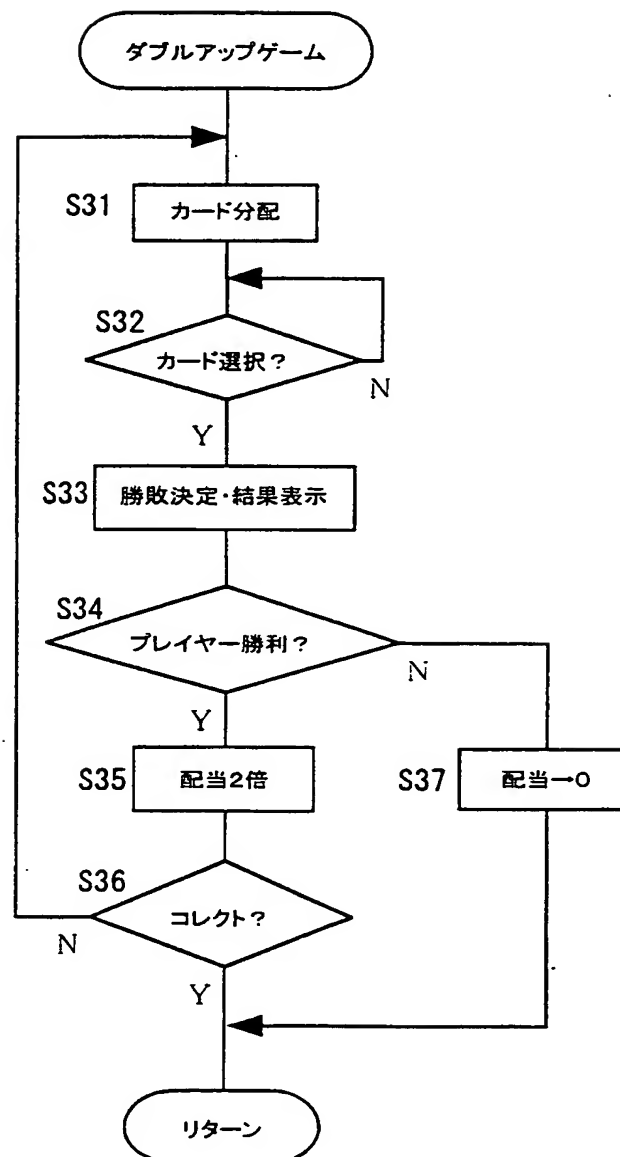 ダブルアップゲーム
S31
カード分配
S32
カード選択?
N
Y
S33
勝敗決定・結果表示
S34
プレイヤー勝利?
N
Y
S35
配当2倍
S37
配当→0
S36
コレクト?
N
Y
リターン